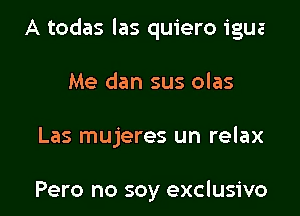 A todas las quiero igua
Me dan sus olas
Las mujeres un relax
Pero no soy exclusivo